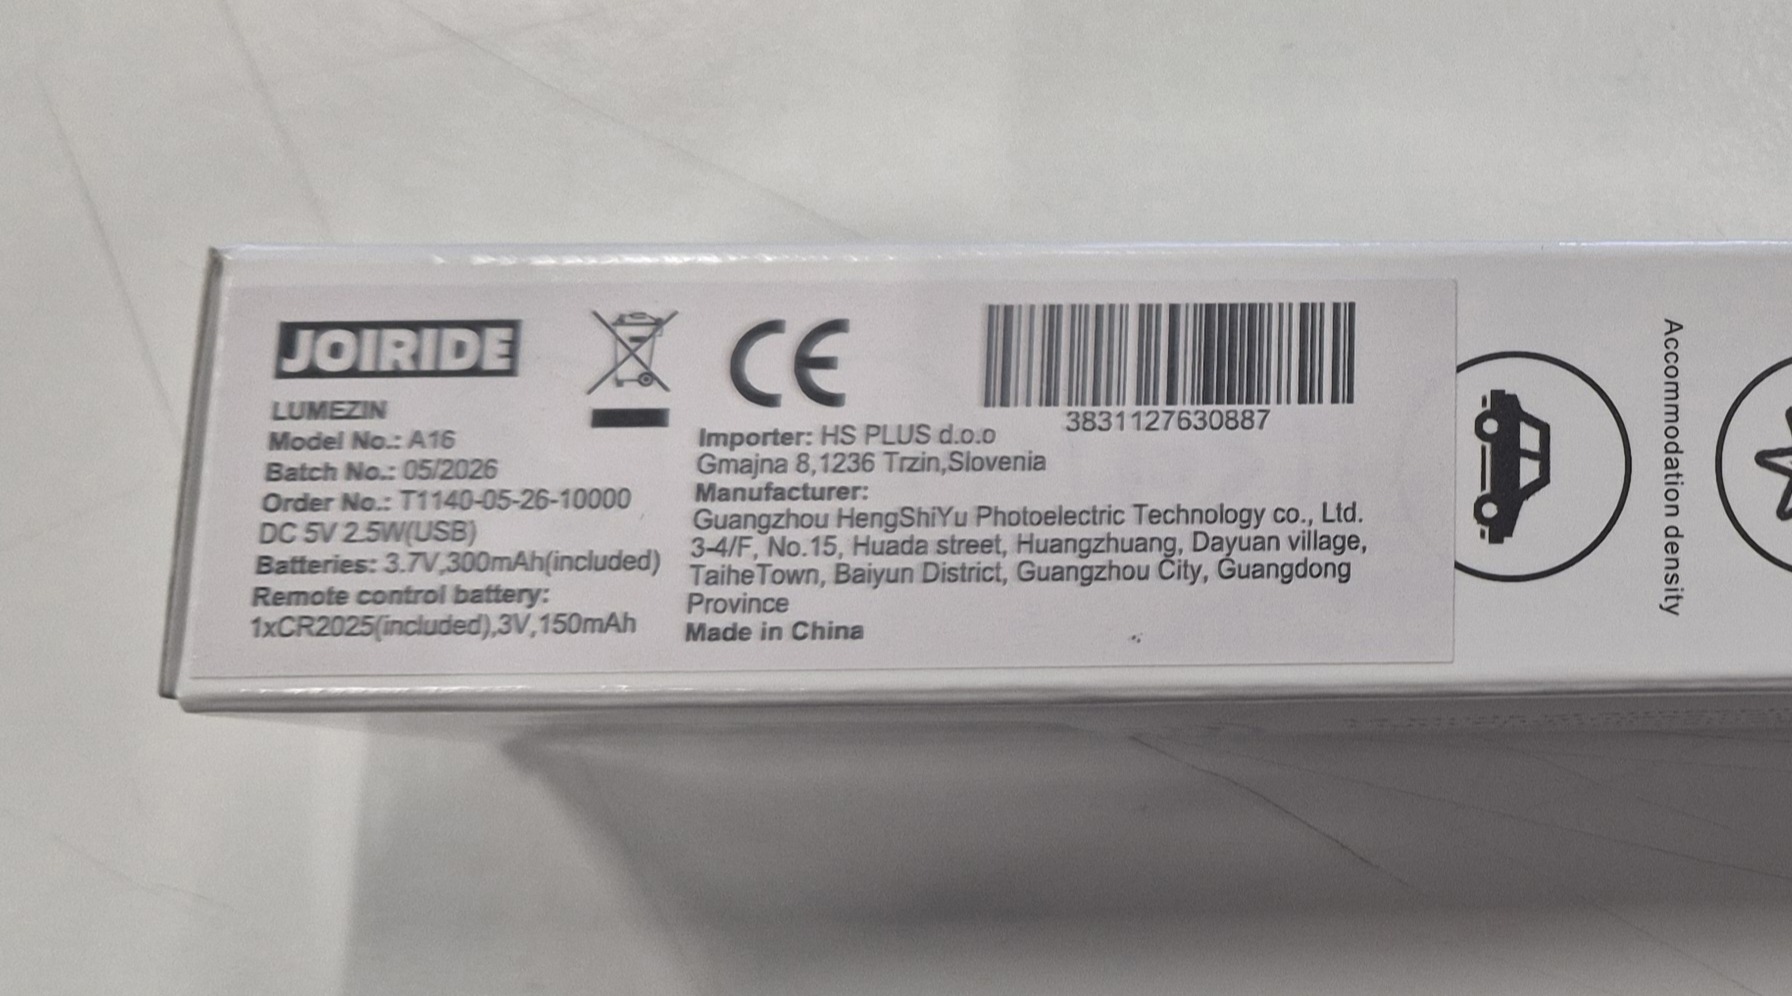 JOIRIDE
LUMEZIN
Model No.: A16
Batch No.: 05/2026
Order No.: T1140-05-26-10000
DC 5V 2.5W(USB)
Batteries: 3.7V,300mAh(included)
Remote control battery:
1xCR2025(included),3V,150mAh
CE
3831127630887
Importer: HS PLUS d.o.o
Gmajna 8,1236 Trzin,Slovenia
Manufacturer:
Guangzhou HengShiYu Photoelectric Technology co., Ltd.
3-4/F, No.15, Huada street, Huangzhuang, Dayuan village,
TaiheTown, Baiyun District, Guangzhou City, Guangdong
Province
Made in China
Accommodation density